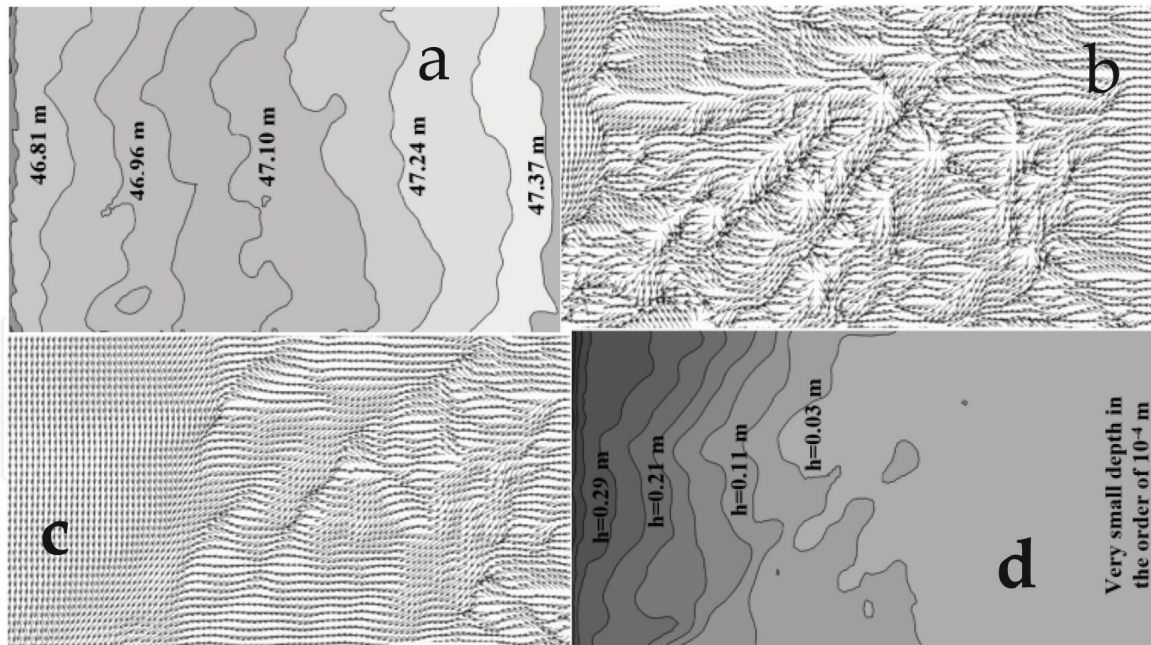 a
46.81 m
46.96 m
47.10 m
47.24 m
47.37 m
b
c
h=0.29 m
h=0.21 m
h=0.11 m
h=0.03 m
d
Very small depth in
the order of 10⁻⁴ m